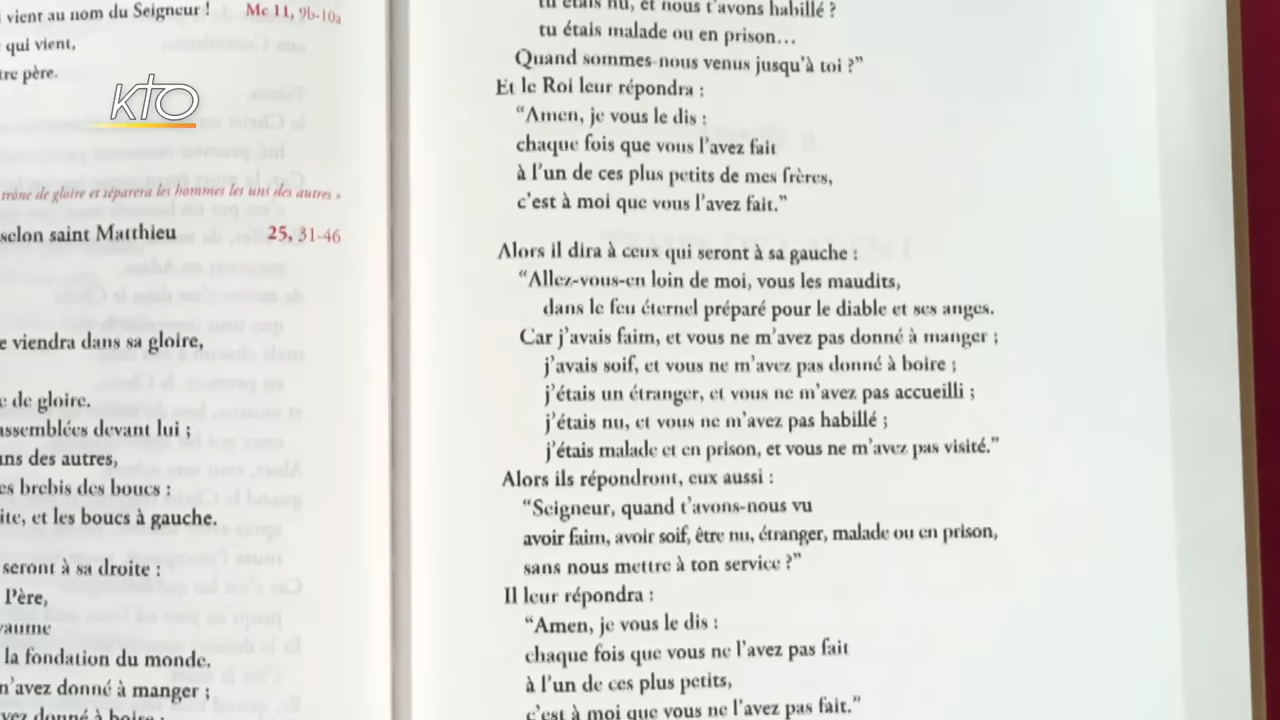 vient au nom du Seigneur ! Mc 11, 9b-10a
qui vient,
père.
kto
trône de gloire et séparera les hommes les uns des autres »
selon saint Matthieu 25, 31-46
viendra dans sa gloire,
de gloire.
devant lui ;
des autres,
brebis des boucs ;
et les boucs à gauche.
seront à sa droite :
Père,
la fondation du monde.
m'avez donné à manger ;
donné à boire ;
tu étais nu, et nous t'avons habillé ?
tu étais malade ou en prison…
Quand sommes-nous venus jusqu'à toi ?”
Et le Roi leur répondra :
“Amen, je vous le dis :
chaque fois que vous l'avez fait
à l'un de ces plus petits de mes frères,
c'est à moi que vous l'avez fait.”
Alors il dira à ceux qui seront à sa gauche :
“Allez-vous-en loin de moi, vous les maudits,
dans le feu éternel préparé pour le diable et ses anges.
Car j'avais faim, et vous ne m'avez pas donné à manger ;
j'avais soif, et vous ne m'avez pas donné à boire ;
j'étais un étranger, et vous ne m'avez pas accueilli ;
j'étais nu, et vous ne m'avez pas habillé ;
j'étais malade et en prison, et vous ne m'avez pas visité.”
Alors ils répondront, eux aussi :
“Seigneur, quand t'avons-nous vu
avoir faim, avoir soif, être nu, étranger, malade ou en prison,
sans nous mettre à ton service ?”
Il leur répondra :
“Amen, je vous le dis :
chaque fois que vous ne l'avez pas fait
à l'un de ces plus petits,
c'est à moi que vous ne l'avez pas fait.”